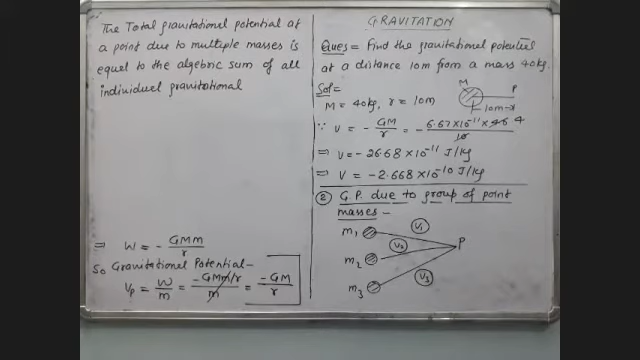 The Total gravitational potential at
a point due to multiple masses is
equal to the algebraic sum of all
individuel gravitational
⇒ W = - GMm/r
So Gravitational Potential-
Vp = W/m = -GMm/r / m = -GM/r
GRAVITATION
Ques= Find the gravitational potential
at a distance 10m from a mass 40kg.
Sol=
M = 40kg, r = 10m
M P
10m=r
∵ V = - GM/r = - 6.67×10⁻¹¹×40 4 / 10
⇒ V = -26.68 ×10⁻¹¹ J/kg
⇒ V = -2.668×10⁻¹⁰ J/kg
② G.P. due to group of point
masses-
m₁ V₁
V₂ P
m₂
V₃
m₃